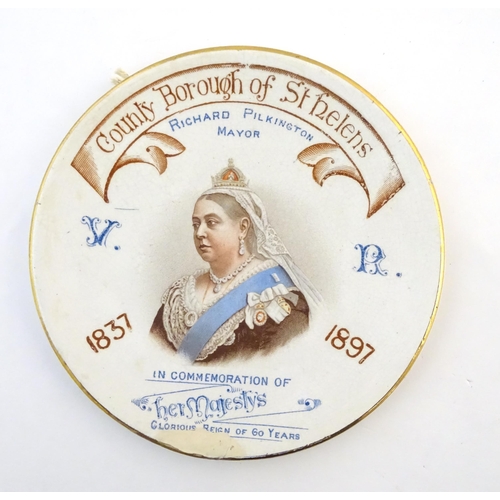 County Borough of St Helens
RICHARD PILKINGTON
MAYOR
V. R.
1837 1897
IN COMMEMORATION OF
her Majestys
GLORIOUS REIGN OF 60 YEARS